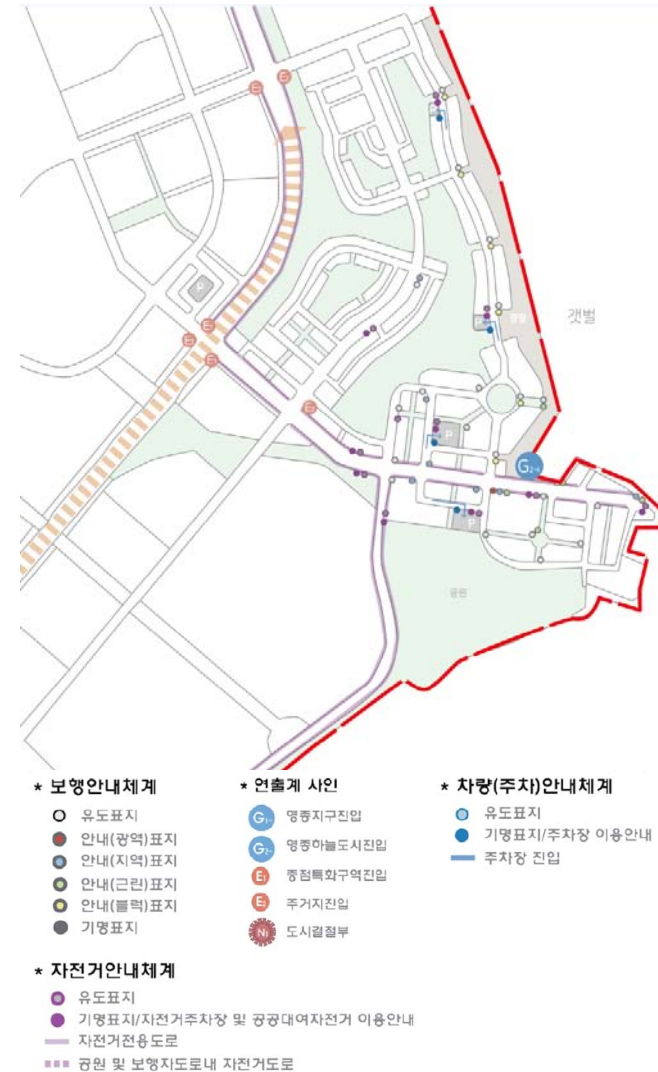 P
갯벌
P
G2-4
P
공원
* 보행안내체계
유도표지
안내(광역)표지
안내(지역)표지
안내(근린)표지
안내(블럭)표지
기명표지
* 연출계 사인
G1- 영종지구진입
G2- 영종하늘도시진입
E1 중점특화구역진입
E2 주거지진입
N1 도시결절부
* 차량(주차)안내체계
유도표지
기명표지/주차장 이용안내
주차장 진입
* 자전거안내체계
유도표지
기명표지/자전거주차장 및 공공대여자전거 이용안내
자전거전용도로
공원 및 보행자도로내 자전거도로